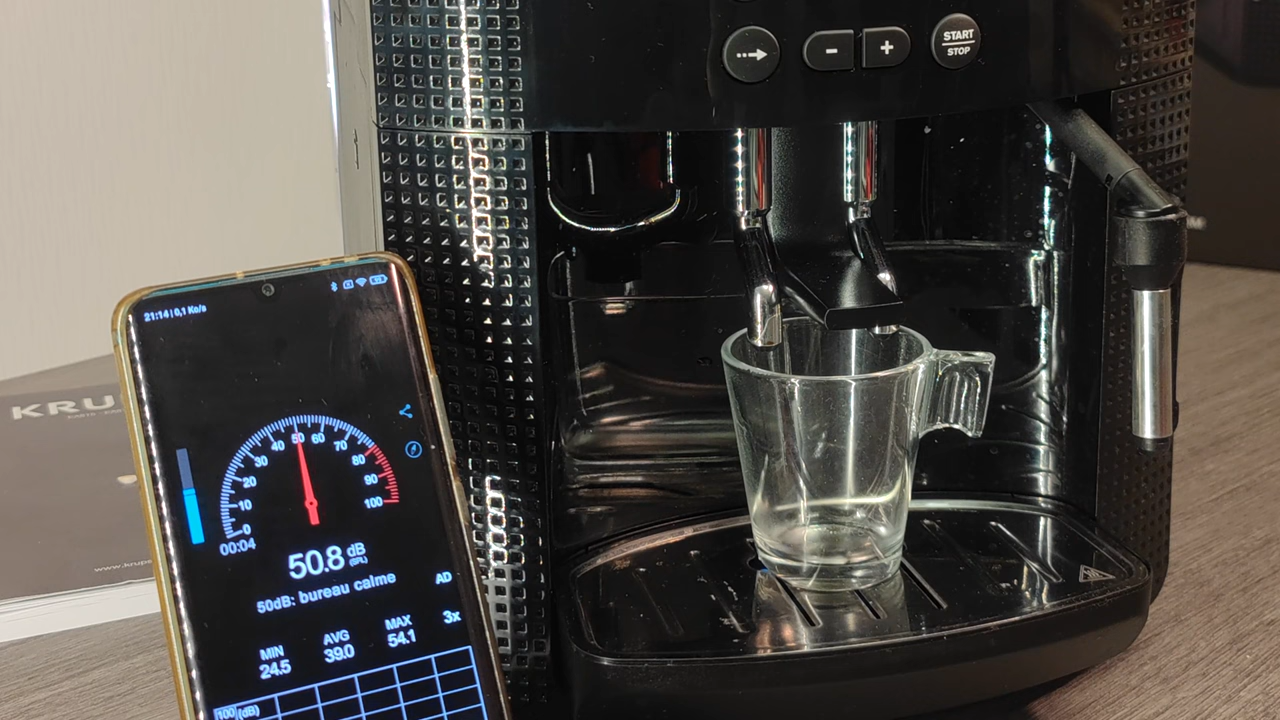 - +
START
STOP
21:14 | 0,1 Ko/s
KRU
0 10 20 30 40 50 60 70 80 90 100
00:04
50.8 dB
(SPL)
50dB: bureau calme
AD
MIN AVG MAX 3x
24.5 39.0 54.1
100 (dB)
www.krups